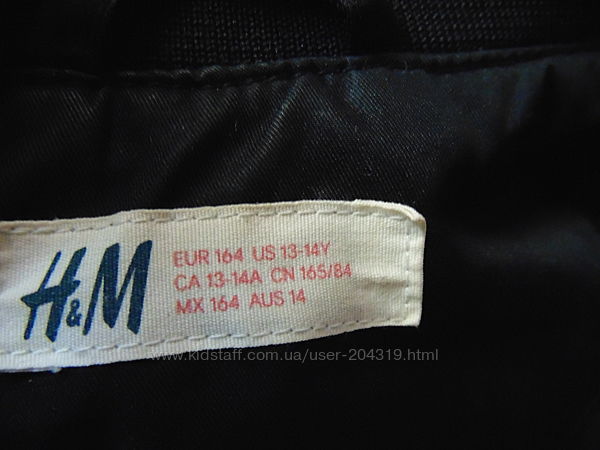 H&M
EUR 164 US 13-14Y
CA 13-14A CN 165/84
MX 164 AUS 14
www.kidstaff.com.ua/user-204319.html